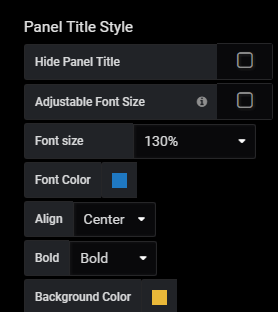 Panel Title Style
Hide Panel Title
Adjustable Font Size
Font size 130%
Font Color
Align Center
Bold Bold
Background Color